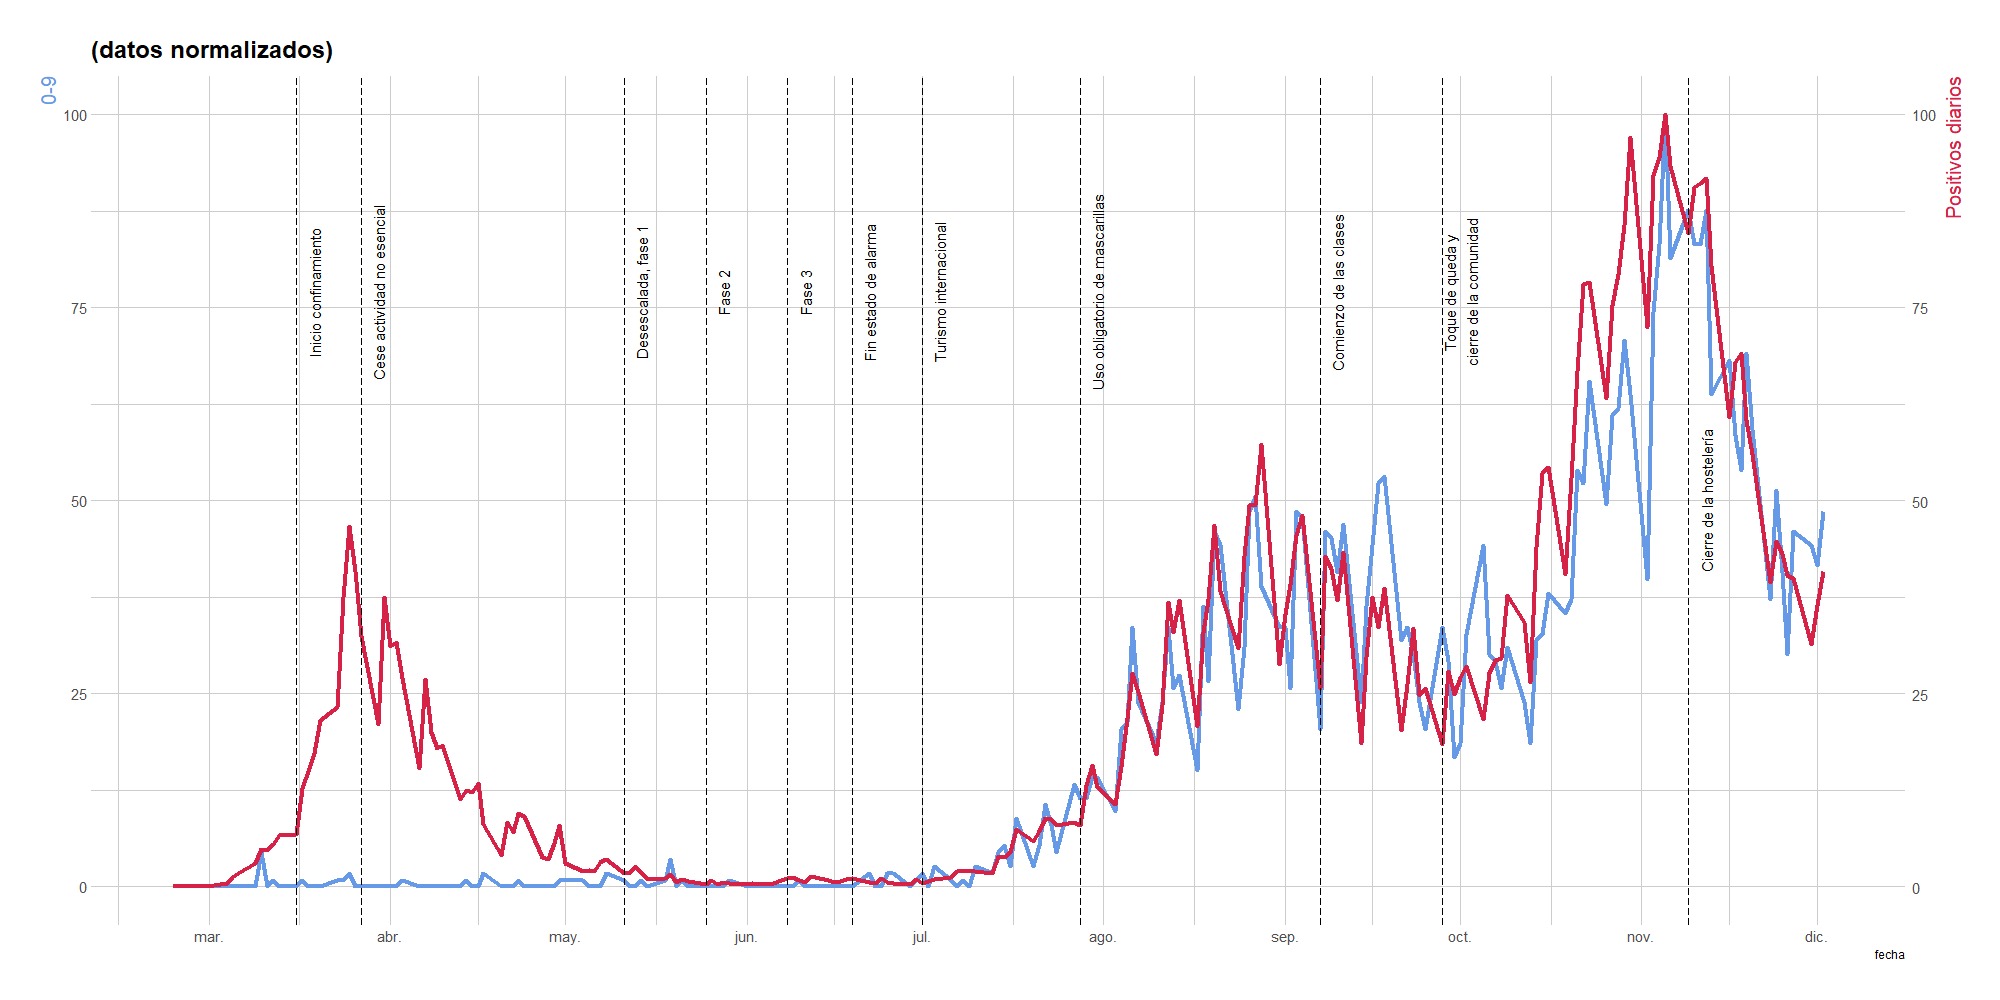 (datos normalizados)
0-9
Positivos diarios
100
75
50
25
0
100
75
50
25
0
Inicio confinamiento
Cese actividad no esencial
Desescalada, fase 1
Fase 2
Fase 3
Fin estado de alarma
Turismo internacional
Uso obligatorio de mascarillas
Comienzo de las clases
Toque de queda y
cierre de la comunidad
Cierre de la hostelería
mar.
abr.
may.
jun.
jul.
ago.
sep.
oct.
nov.
dic.
fecha